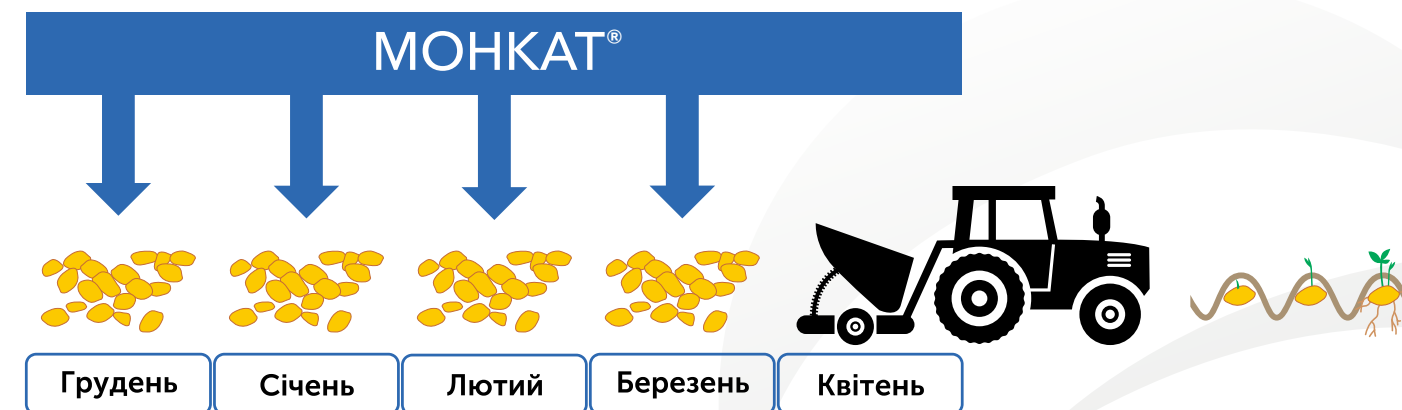 МОНКАТ®
Грудень
Січень
Лютий
Березень
Квітень